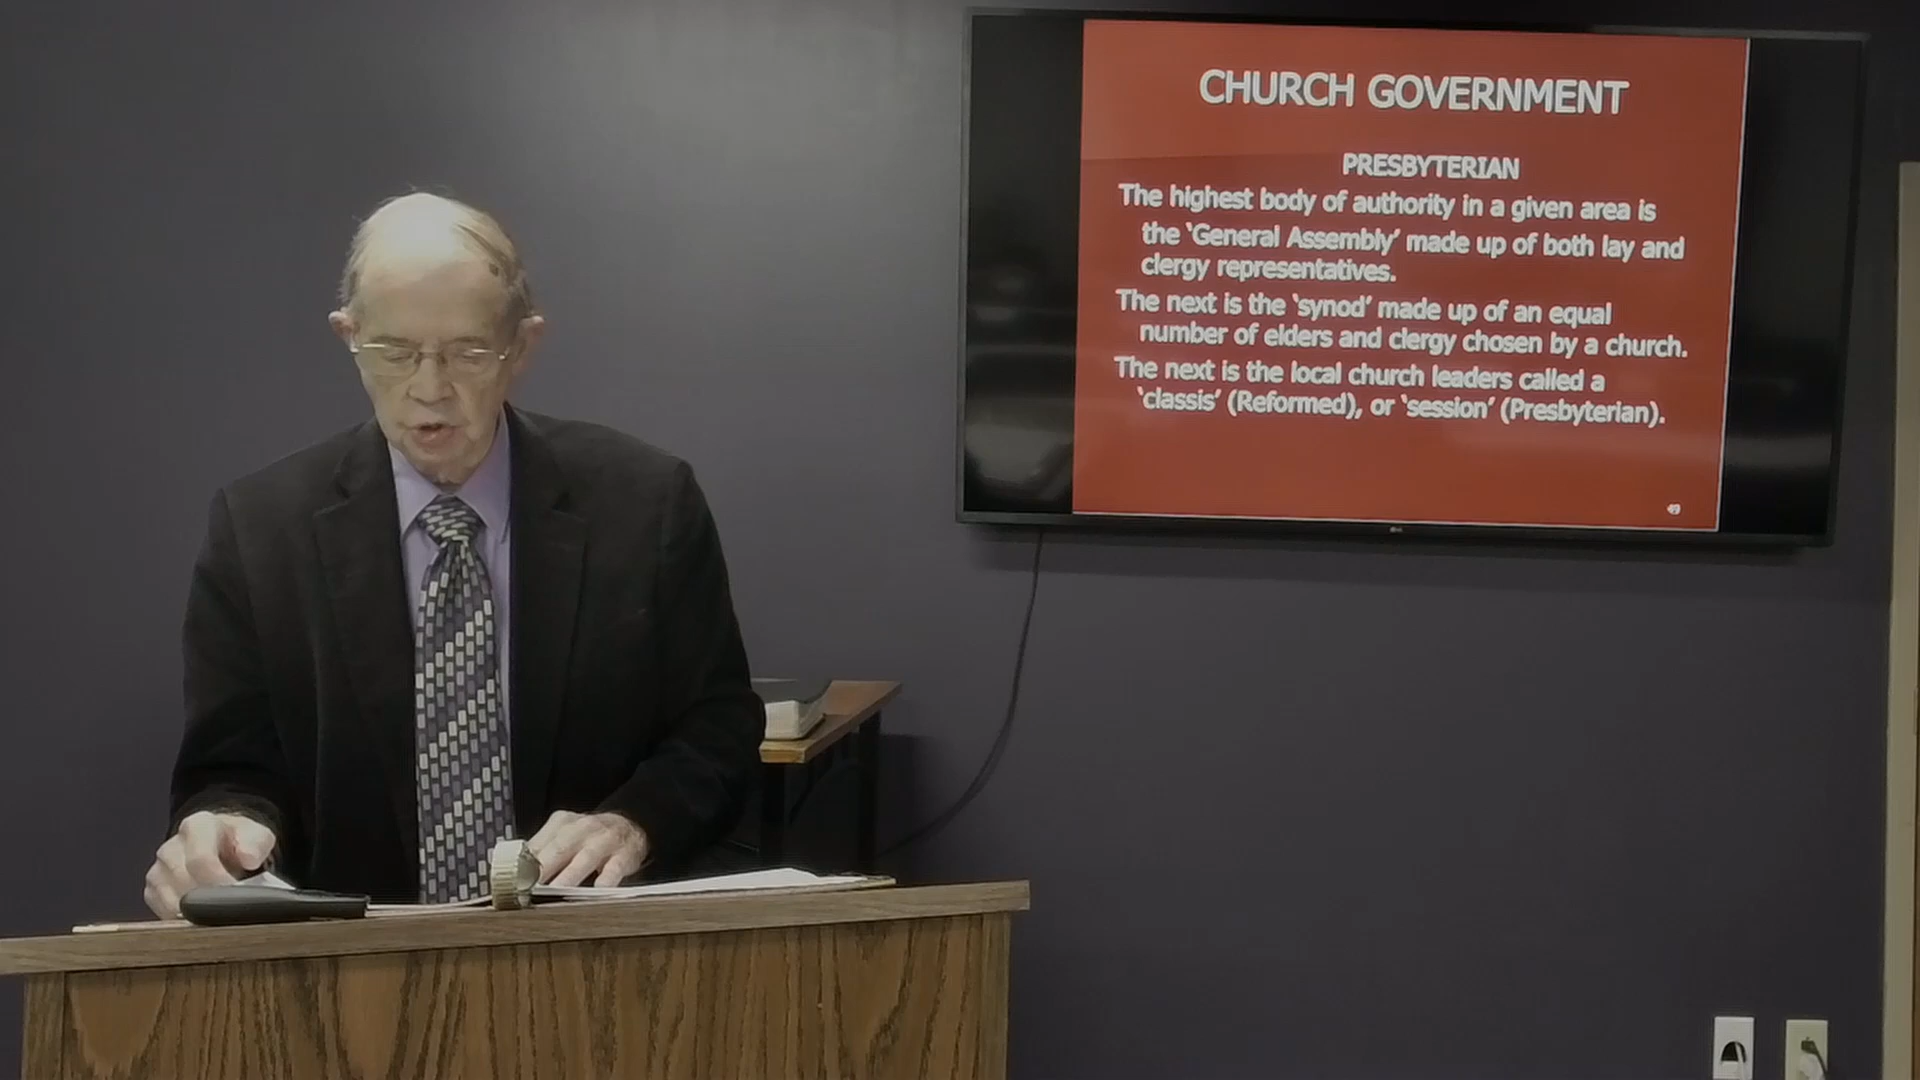 CHURCH GOVERNMENT
PRESBYTERIAN
The highest body of authority in a given area is
the ‘General Assembly’ made up of both lay and
clergy representatives.
The next is the ‘synod’ made up of an equal
number of elders and clergy chosen by a church.
The next is the local church leaders called a
‘classis’ (Reformed), or ‘session’ (Presbyterian).